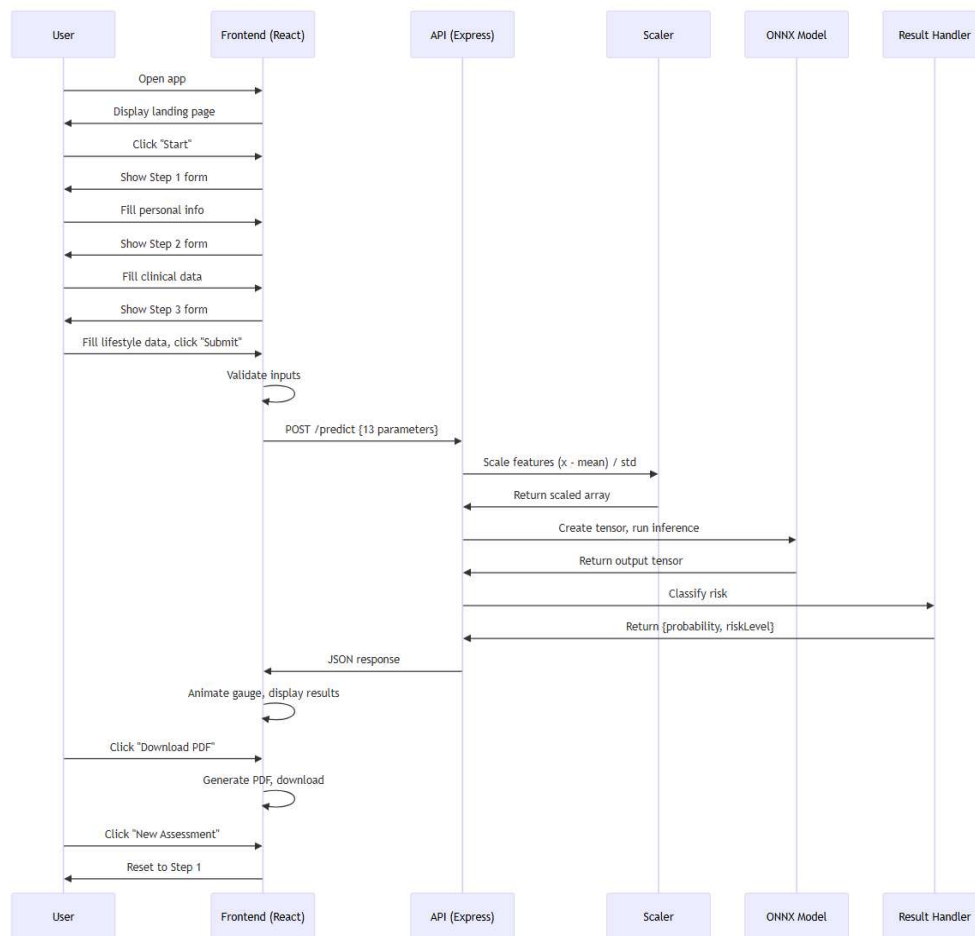 User
Frontend (React)
API (Express)
Scaler
ONNX Model
Result Handler
Open app
Display landing page
Click "Start"
Show Step 1 form
Fill personal info
Show Step 2 form
Fill clinical data
Show Step 3 form
Fill lifestyle data, click "Submit"
Validate inputs
POST /predict {13 parameters}
Scale features (x - mean) / std
Return scaled array
Create tensor, run inference
Return output tensor
Classify risk
Return {probability, riskLevel}
JSON response
Animate gauge, display results
Click "Download PDF"
Generate PDF, download
Click "New Assessment"
Reset to Step 1
User
Frontend (React)
API (Express)
Scaler
ONNX Model
Result Handler